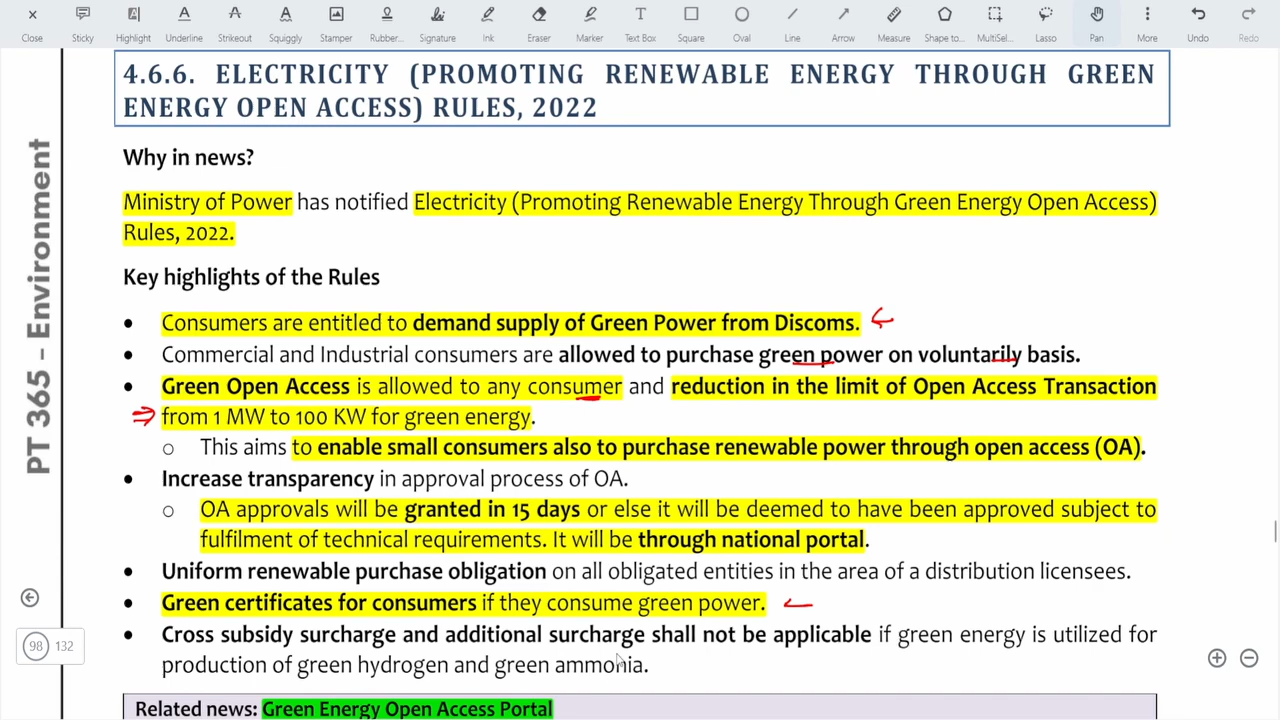 Close Sticky Highlight Underline Strikeout Squiggly Stamper Rubber... Signature Ink Eraser Marker Text Box Square Oval Line Arrow Measure Shape to... MultiSel... Lasso Pan More Undo Redo
4.6.6. ELECTRICITY (PROMOTING RENEWABLE ENERGY THROUGH GREEN
ENERGY OPEN ACCESS) RULES, 2022
Why in news?
Ministry of Power has notified Electricity (Promoting Renewable Energy Through Green Energy Open Access)
Rules, 2022.
Key highlights of the Rules
• Consumers are entitled to demand supply of Green Power from Discoms.
• Commercial and Industrial consumers are allowed to purchase green power on voluntarily basis.
• Green Open Access is allowed to any consumer and reduction in the limit of Open Access Transaction
from 1 MW to 100 KW for green energy.
o This aims to enable small consumers also to purchase renewable power through open access (OA).
• Increase transparency in approval process of OA.
o OA approvals will be granted in 15 days or else it will be deemed to have been approved subject to
fulfilment of technical requirements. It will be through national portal.
• Uniform renewable purchase obligation on all obligated entities in the area of a distribution licensees.
• Green certificates for consumers if they consume green power.
• Cross subsidy surcharge and additional surcharge shall not be applicable if green energy is utilized for
production of green hydrogen and green ammonia.
Related news: Green Energy Open Access Portal
PT 365 – Environment
98 132